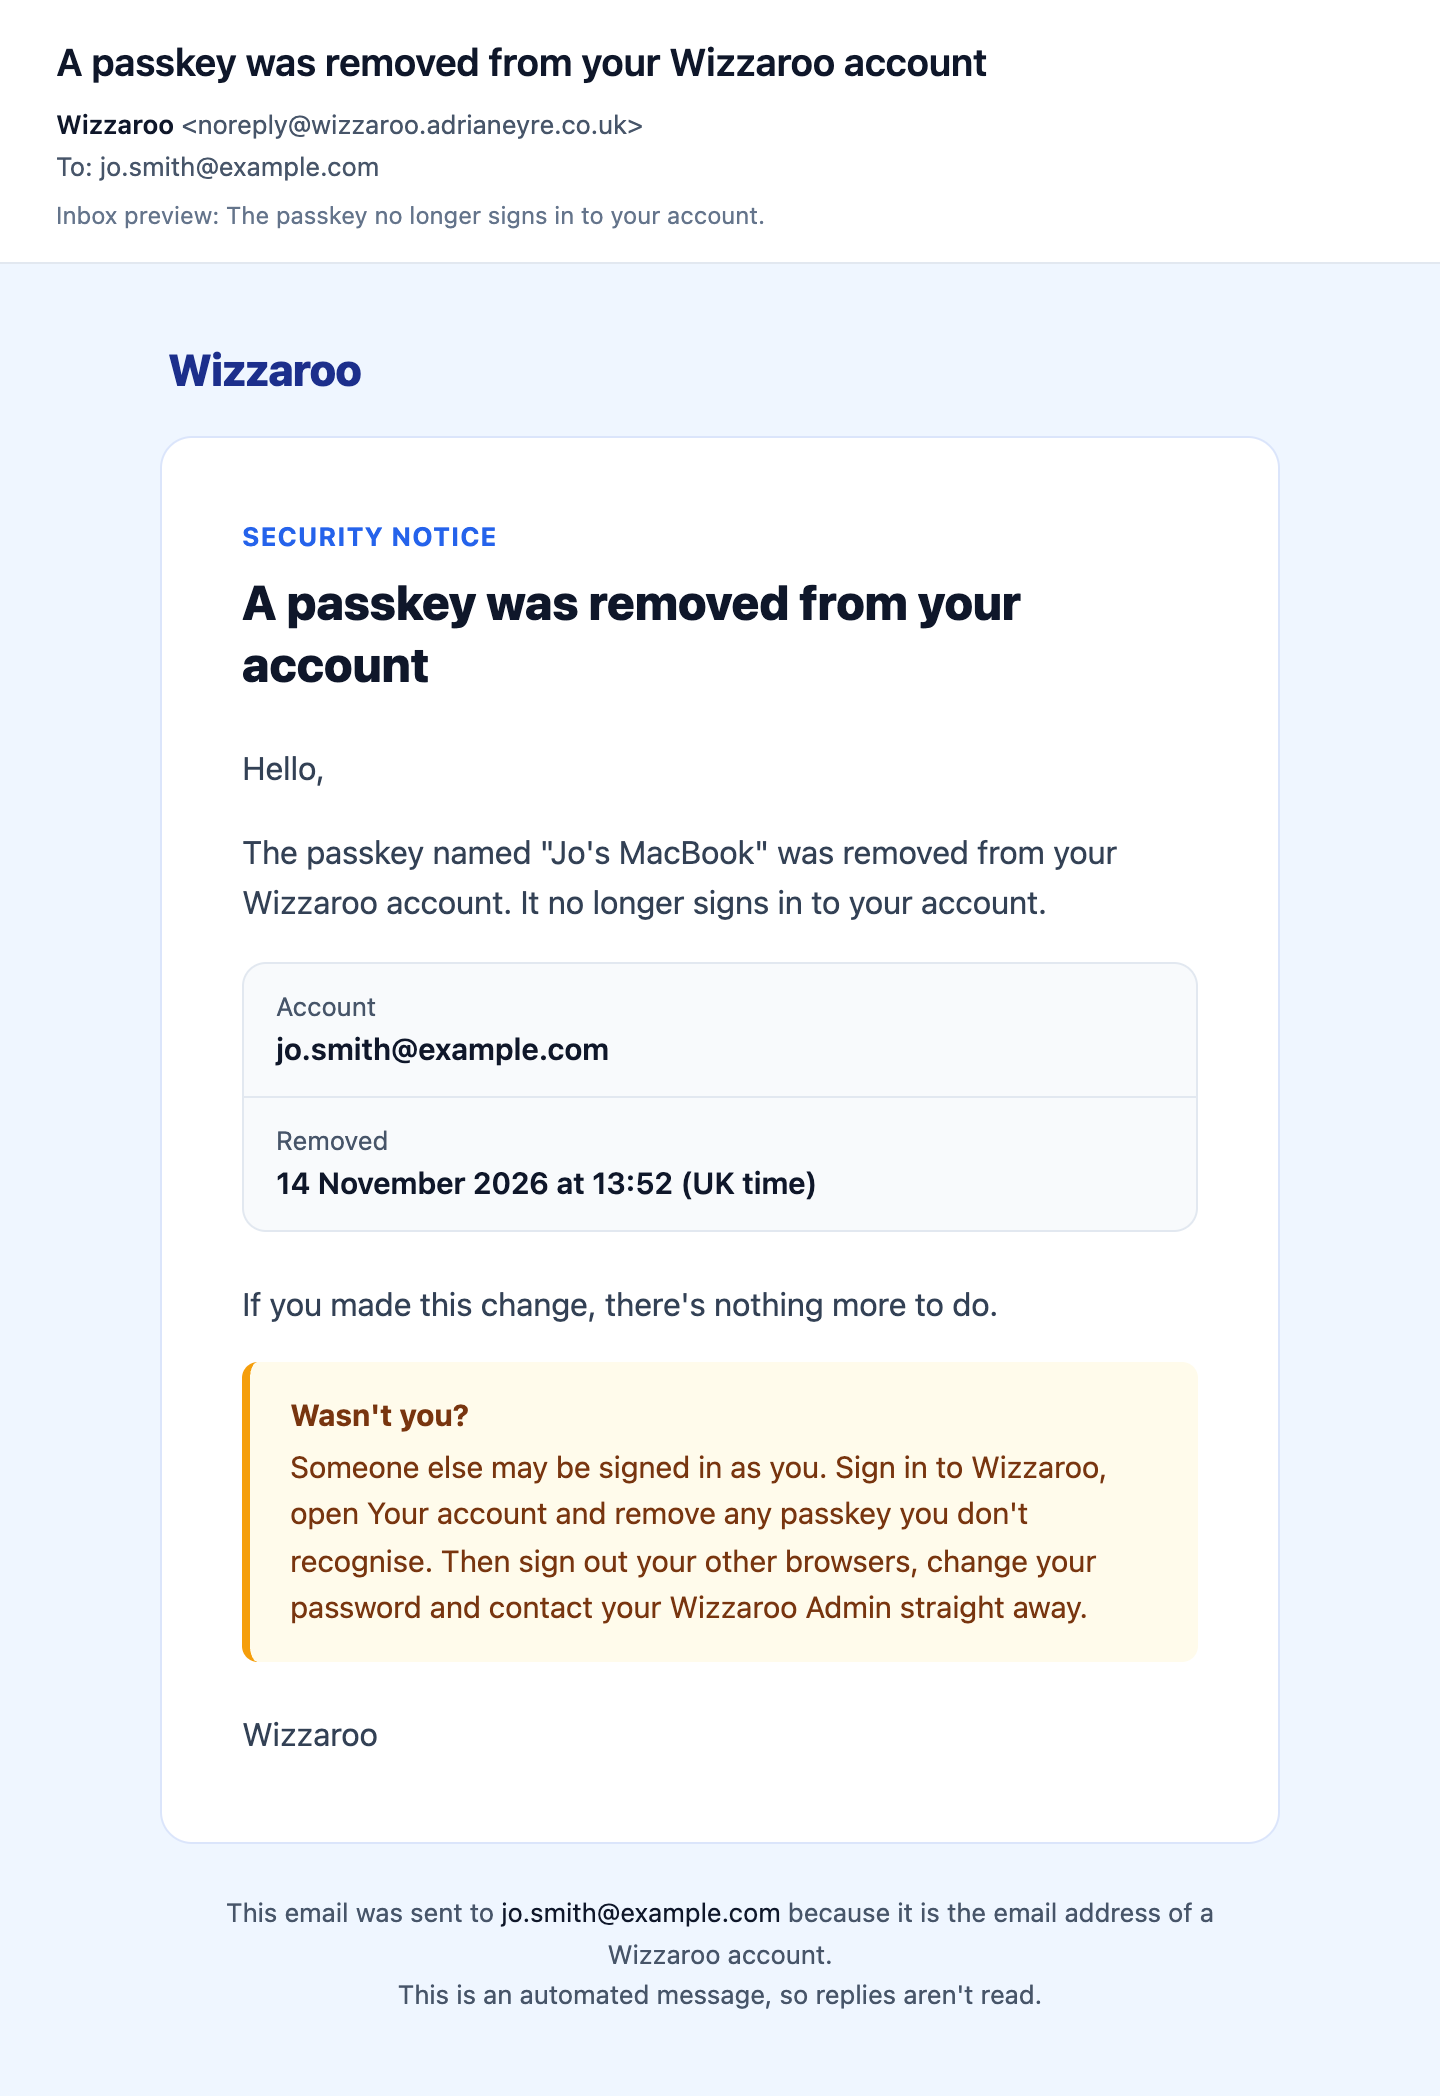 A passkey was removed from your Wizzaroo account
Wizzaroo <noreply@wizzaroo.adrianeyre.co.uk>
To: jo.smith@example.com
Inbox preview: The passkey no longer signs in to your account.
Wizzaroo
SECURITY NOTICE
A passkey was removed from your
account
Hello,
The passkey named "Jo's MacBook" was removed from your
Wizzaroo account. It no longer signs in to your account.
Account
jo.smith@example.com
Removed
14 November 2026 at 13:52 (UK time)
If you made this change, there's nothing more to do.
Wasn't you?
Someone else may be signed in as you. Sign in to Wizzaroo,
open Your account and remove any passkey you don't
recognise. Then sign out your other browsers, change your
password and contact your Wizzaroo Admin straight away.
Wizzaroo
This email was sent to jo.smith@example.com because it is the email address of a
Wizzaroo account.
This is an automated message, so replies aren't read.